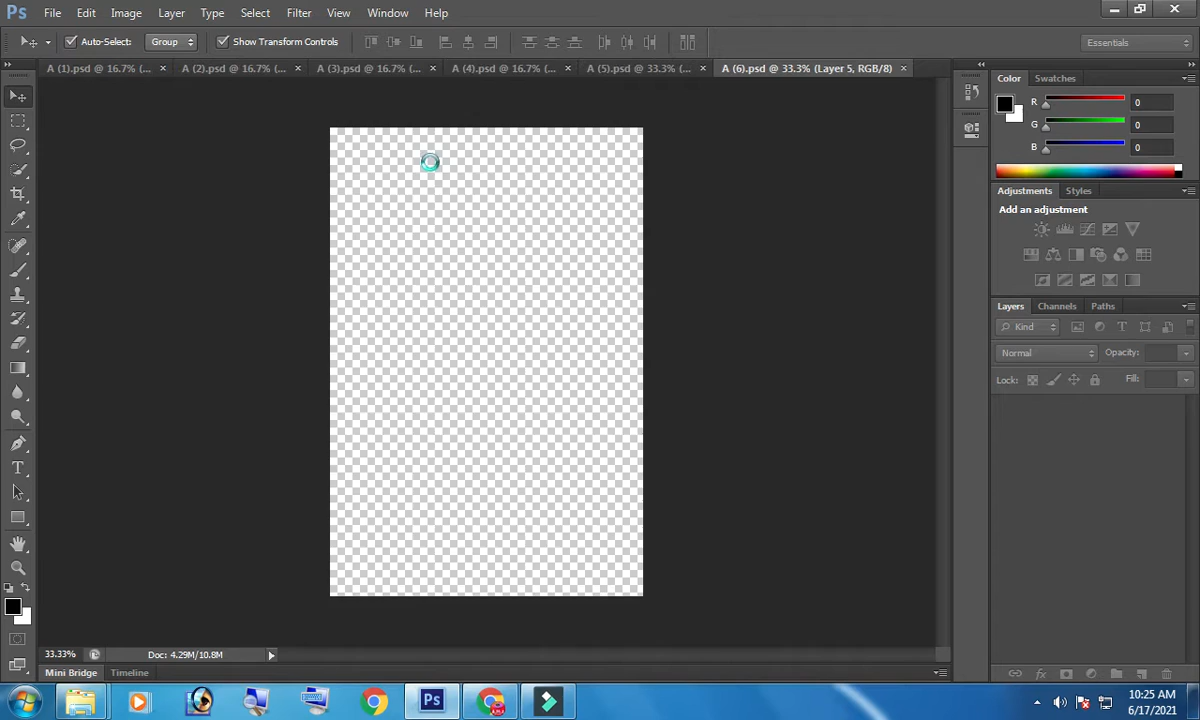 Ps File Edit Image Layer Type Select Filter View Window Help
Auto-Select: Group Show Transform Controls Essentials
A (1).psd @ 16.7% (... × A (2).psd @ 16.7% (... × A (3).psd @ 16.7% (... × A (4).psd @ 16.7% (... × A (5).psd @ 33.3% (... × A (6).psd @ 33.3% (Layer 5, RGB/8) ×
Color Swatches
R 0
G 0
B 0
Adjustments Styles
Add an adjustment
Layers Channels Paths
Kind
Normal Opacity:
Lock: Fill:
33.33% Doc: 4.29M/10.8M
Mini Bridge Timeline
Ps
10:25 AM
6/17/2021